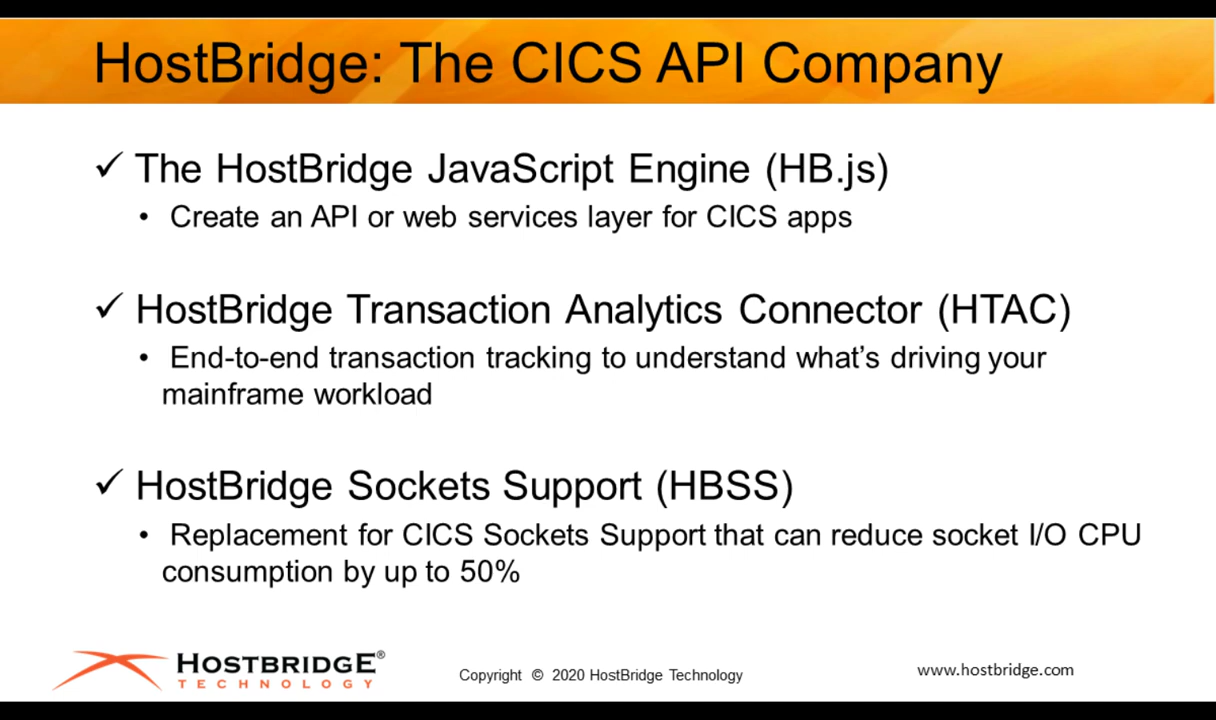 HostBridge: The CICS API Company
✓ The HostBridge JavaScript Engine (HB.js)
• Create an API or web services layer for CICS apps
✓ HostBridge Transaction Analytics Connector (HTAC)
• End-to-end transaction tracking to understand what's driving your
mainframe workload
✓ HostBridge Sockets Support (HBSS)
• Replacement for CICS Sockets Support that can reduce socket I/O CPU
consumption by up to 50%
HOSTBRIDGE®
TECHNOLOGY
Copyright © 2020 HostBridge Technology
www.hostbridge.com